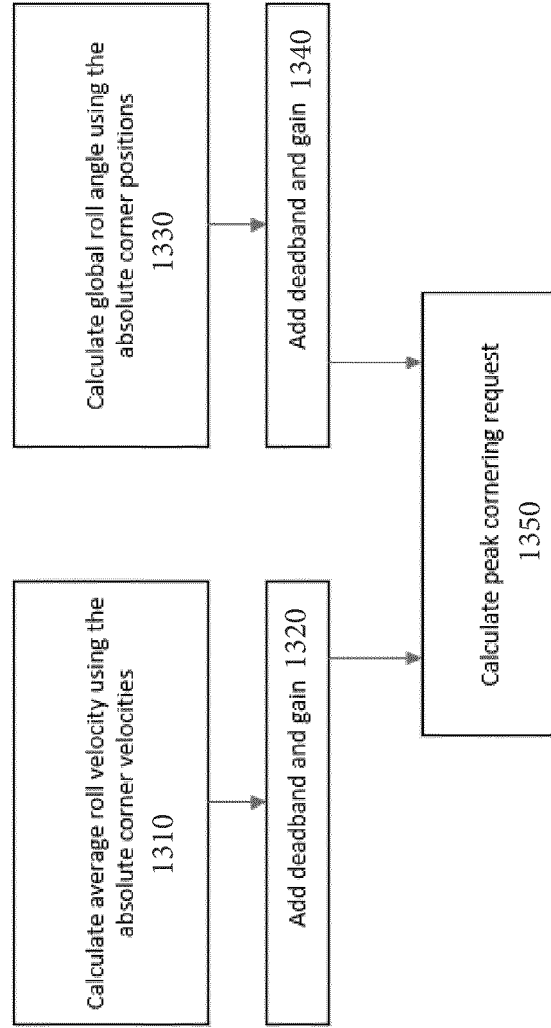 Calculate average roll velocity using the
absolute corner velocities
1310
Add deadband and gain 1320
Calculate global roll angle using the
absolute corner positions
1330
Add deadband and gain 1340
Calculate peak cornering request
1350